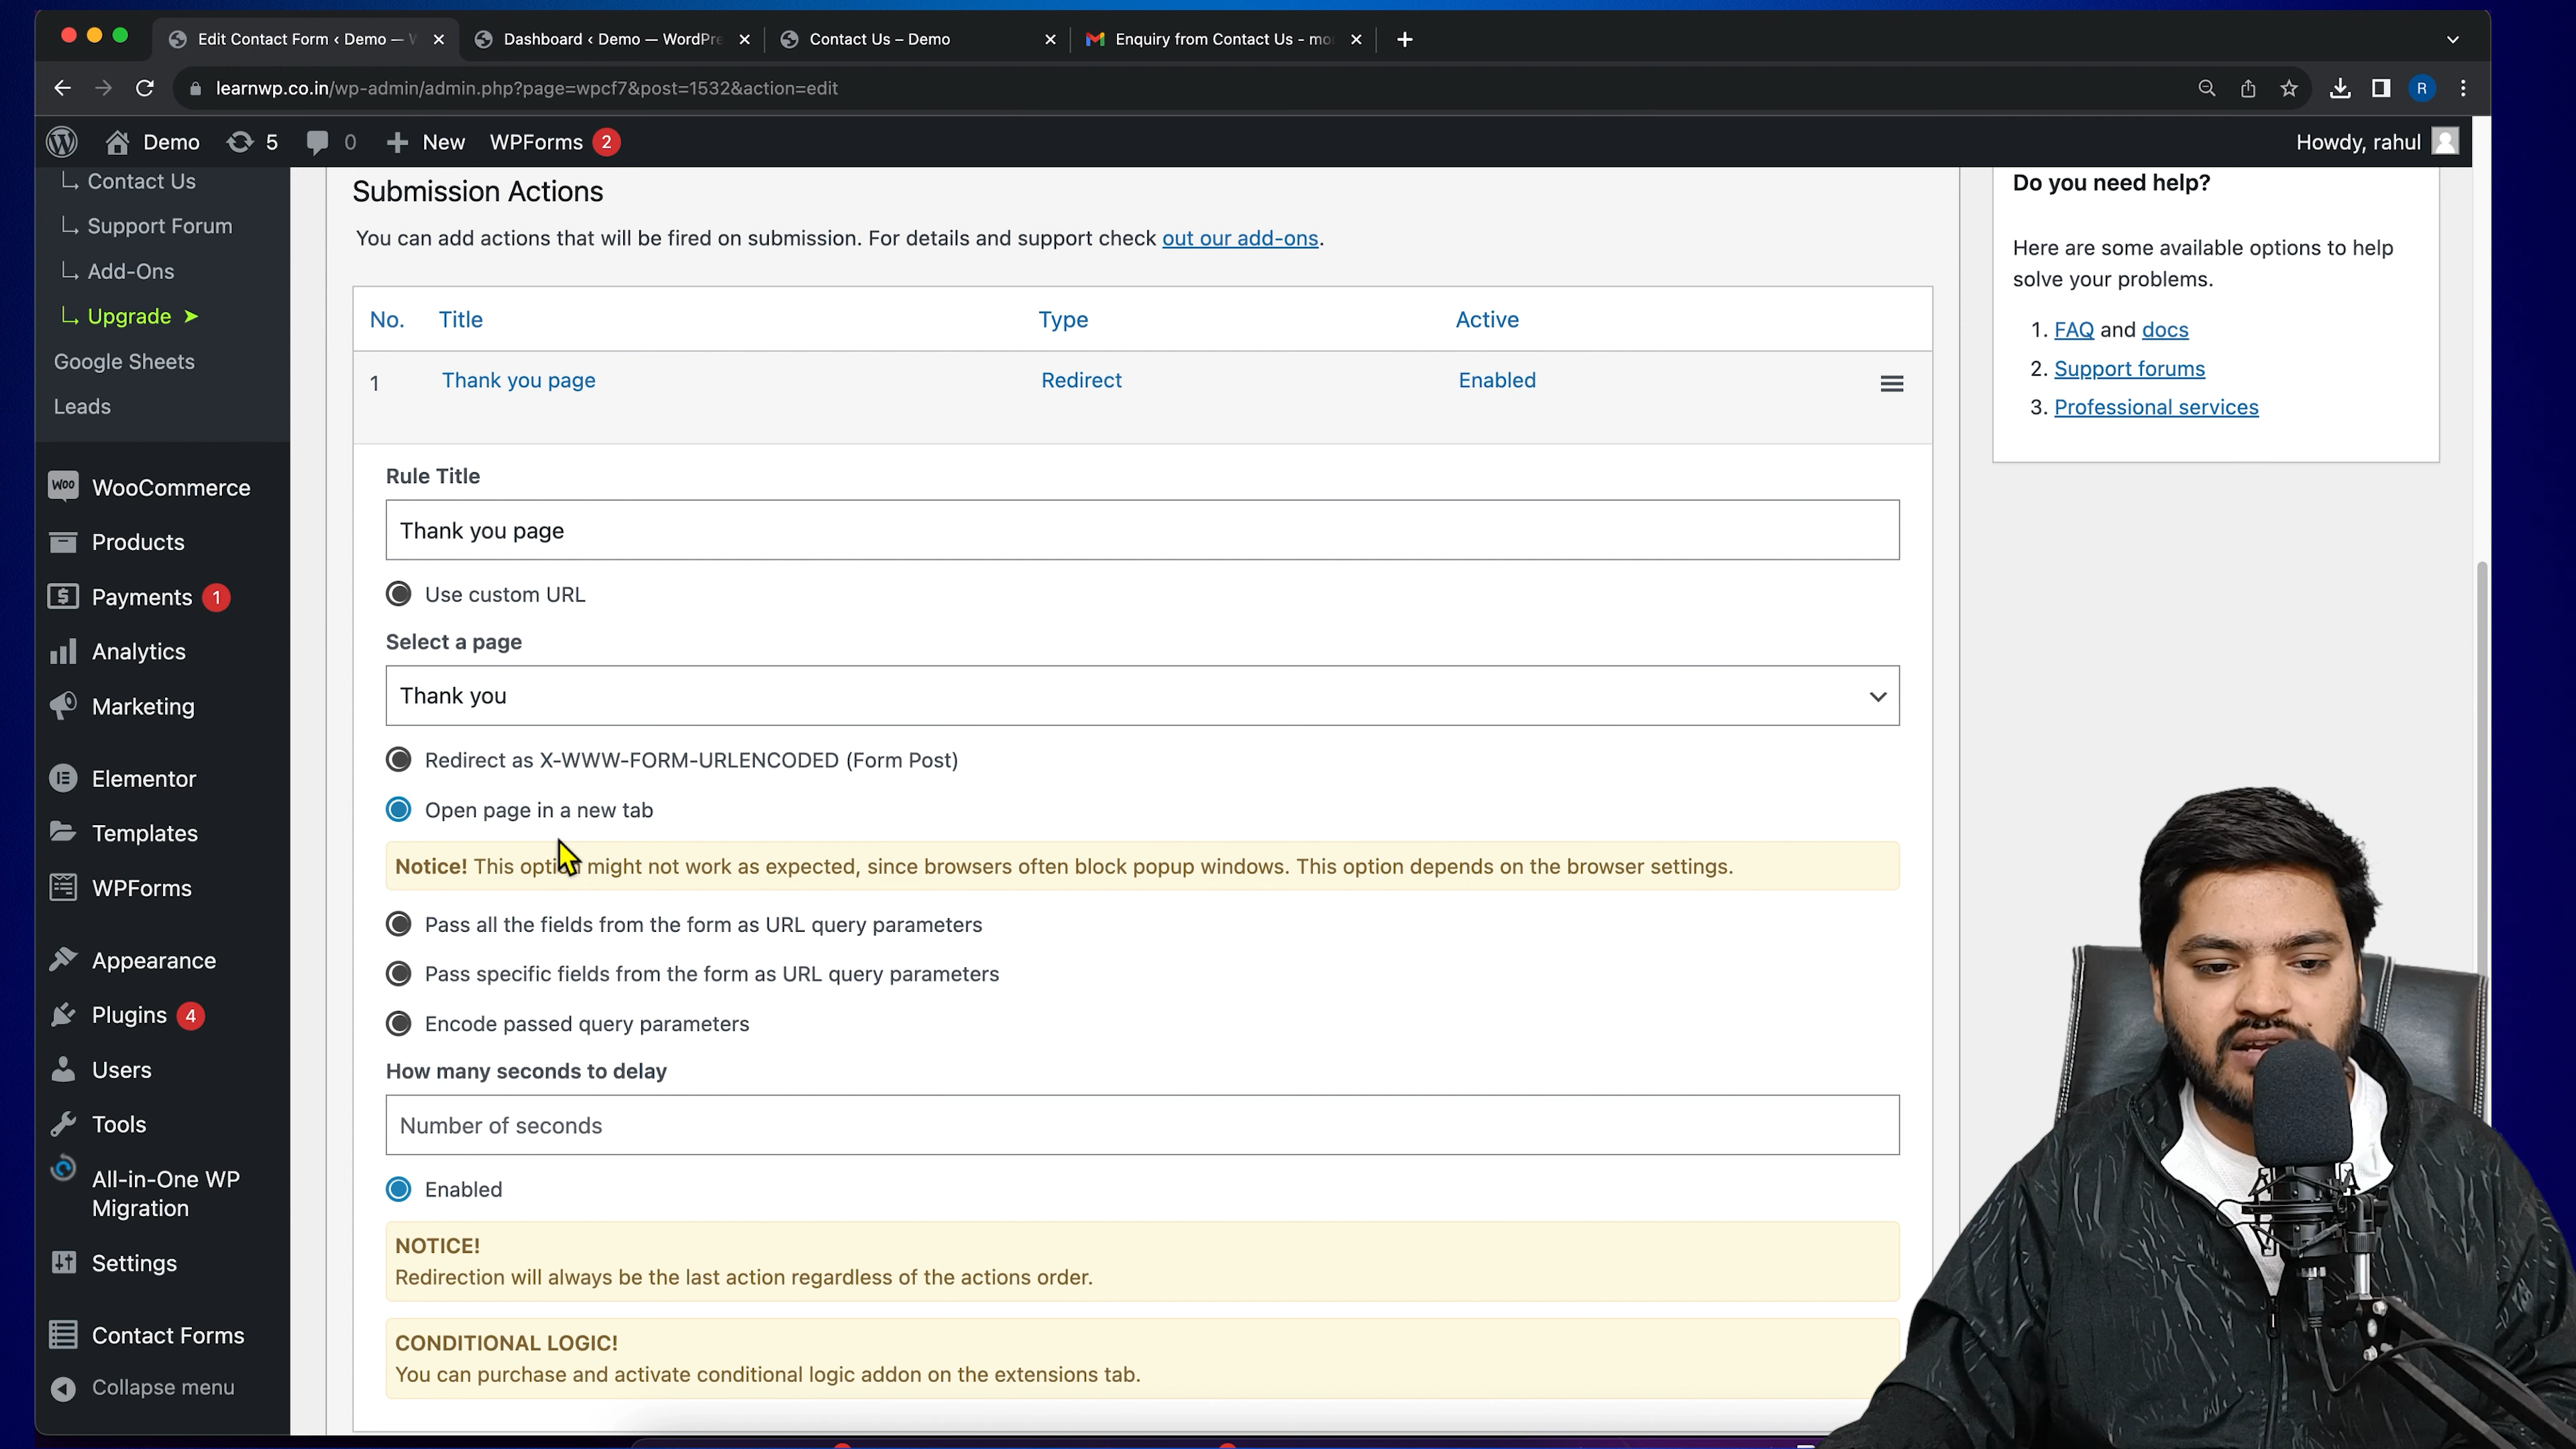 Edit Contact Form ‹ Demo — W
Dashboard ‹ Demo — WordPre
Contact Us – Demo
Enquiry from Contact Us - mo
learnwp.co.in/wp-admin/admin.php?page=wpcf7&post=1532&action=edit
R
Demo
5
0
New
WPForms
2
Howdy, rahul
Contact Us
Support Forum
Add-Ons
Upgrade ➤
Google Sheets
Leads
Woo
WooCommerce
Products
Payments 1
Analytics
Marketing
Elementor
Templates
WPForms
Appearance
Plugins 4
Users
Tools
All-in-One WP
Migration
Settings
Contact Forms
Collapse menu
Submission Actions
You can add actions that will be fired on submission. For details and support check out our add-ons.
No. Title Type Active
1 Thank you page Redirect Enabled
Rule Title
Thank you page
Use custom URL
Select a page
Thank you
Redirect as X-WWW-FORM-URLENCODED (Form Post)
Open page in a new tab
Notice! This option might not work as expected, since browsers often block popup windows. This option depends on the browser settings.
Pass all the fields from the form as URL query parameters
Pass specific fields from the form as URL query parameters
Encode passed query parameters
How many seconds to delay
Number of seconds
Enabled
NOTICE!
Redirection will always be the last action regardless of the actions order.
CONDITIONAL LOGIC!
You can purchase and activate conditional logic addon on the extensions tab.
Do you need help?
Here are some available options to help
solve your problems.
1. FAQ and docs
2. Support forums
3. Professional services